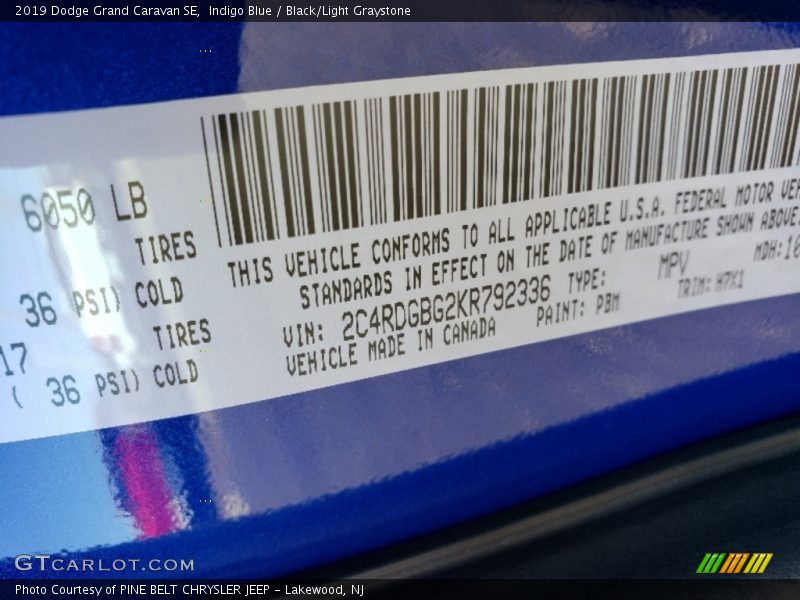 2019 Dodge Grand Caravan SE,  Indigo Blue / Black/Light Graystone
6050 LB
TIRES
36 PSI) COLD
17 TIRES
( 36 PSI) COLD
THIS VEHICLE CONFORMS TO ALL APPLICABLE U.S.A. FEDERAL MOTOR
STANDARDS IN EFFECT ON THE DATE OF MANUFACTURE SHOWN ABOVE
VIN: 2C4RDGBG2KR792336 TYPE: MPV MDH:
VEHICLE MADE IN CANADA PAINT: PBM TRIM: H7X1
GTCARLOT.COM
Photo Courtesy of PINE BELT CHRYSLER JEEP - Lakewood, NJ